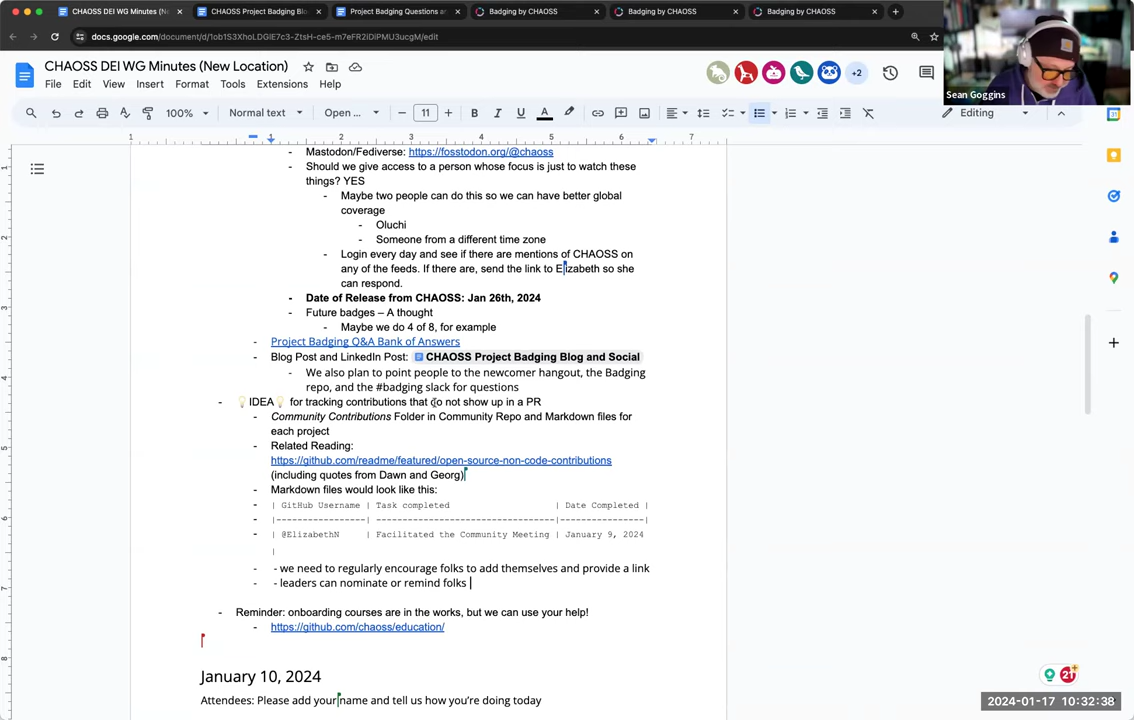 CHAOSS DEI WG Minutes (New
CHAOSS Project Badging Blo
Project Badging Questions a
Badging by CHAOSS
Badging by CHAOSS
Badging by CHAOSS
docs.google.com/document/d/1ob1S3XhoLDGlE7c3-ZtsH-ce5-m7eFR2iDlPMU3ucgM/edit
CHAOSS DEI WG Minutes (New Location)
File Edit View Insert Format Tools Extensions Help
+2
Sean Goggins
100% Normal text Open ... 11 B I U A Editing
1 1 2 3 4 5 6 7
Mastodon/Fediverse: https://fosstodon.org/@chaoss
- Should we give access to a person whose focus is just to watch these
things? YES
- Maybe two people can do this so we can have better global
coverage
- Oluchi
- Someone from a different time zone
- Login every day and see if there are mentions of CHAOSS on
any of the feeds. If there are, send the link to Elizabeth so she
can respond.
- Date of Release from CHAOSS: Jan 26th, 2024
- Future badges – A thought
- Maybe we do 4 of 8, for example
- Project Badging Q&A Bank of Answers
- Blog Post and LinkedIn Post: CHAOSS Project Badging Blog and Social
- We also plan to point people to the newcomer hangout, the Badging
repo, and the #badging slack for questions
- 💡IDEA💡 for tracking contributions that do not show up in a PR
- Community Contributions Folder in Community Repo and Markdown files for
each project
- Related Reading:
https://github.com/readme/featured/open-source-non-code-contributions
(including quotes from Dawn and Georg)
- Markdown files would look like this:
- | GitHub Username | Task completed | Date Completed |
- |-----------------| ----------------------------------|----------------|
- | @ElizabethN | Facilitated the Community Meeting | January 9, 2024
|
- - we need to regularly encourage folks to add themselves and provide a link
- - leaders can nominate or remind folks
- Reminder: onboarding courses are in the works, but we can use your help!
- https://github.com/chaoss/education/
January 10, 2024
Attendees: Please add your name and tell us how you're doing today
21
2024-01-17 10:32:38